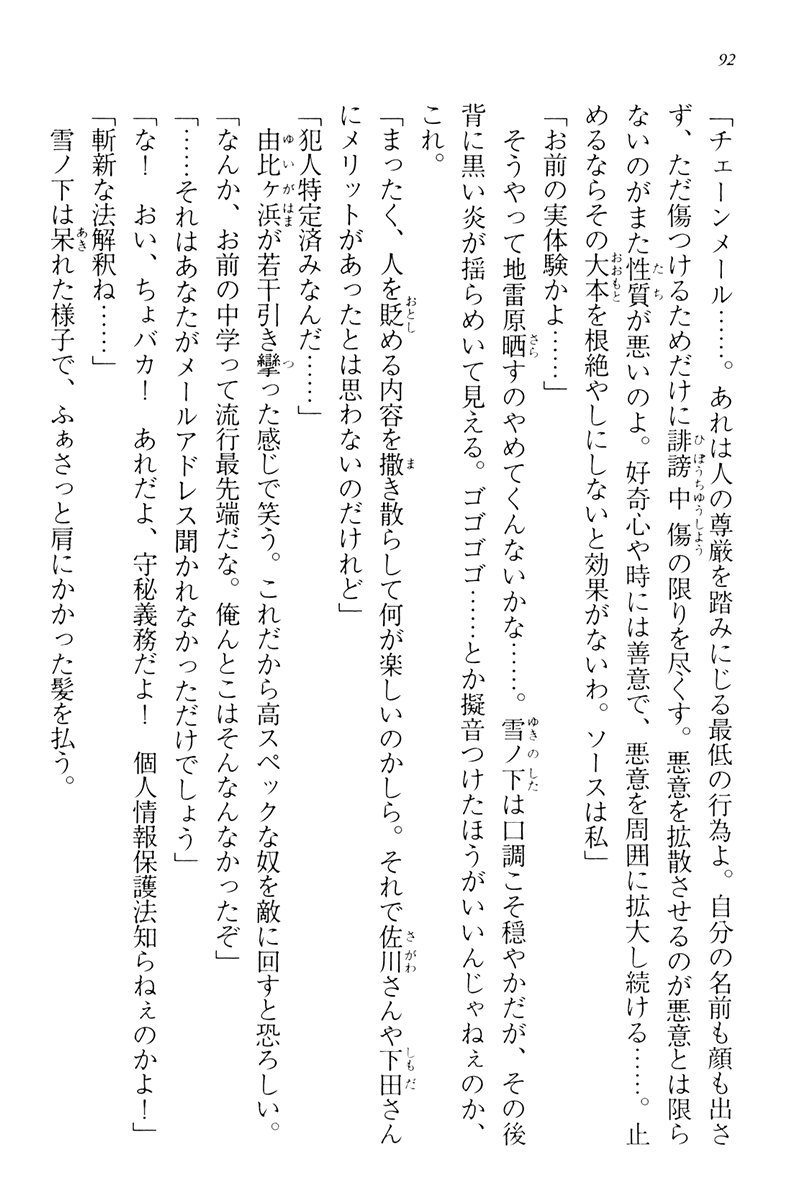 92
「チェーンメール……。あれは人の尊厳を踏みにじる最低の行為よ。自分の名前も顔も出さ
ず、ただ傷つけるためだけに誹謗中傷の限りを尽くす。悪意を拡散させるのが悪意とは限ら
ないのがまた性質が悪いのよ。好奇心や時には善意で、悪意を周囲に拡大し続ける……。止
めるならその大本を根絶やしにしないと効果がないわ。ソースは私」
「お前の実体験かよ……」
　そうやって地雷原晒すのやめてくんないかな……。雪ノ下は口調こそ穏やかだが、その後
背に黒い炎が揺らめいて見える。ゴゴゴゴ……とか擬音つけたほうがいいんじゃねぇのか、
これ。
「まったく、人を貶める内容を撒き散らして何が楽しいのかしら。それで佐川さんや下田さん
にメリットがあったとは思わないのだけれど」
「犯人特定済みなんだ……」
　由比ヶ浜が若干引き攣った感じで笑う。これだから高スペックな奴を敵に回すと恐ろしい。
「なんか、お前の中学って流行最先端だな。俺んとこはそんなんなかったぞ」
「……それはあなたがメールアドレス聞かれなかっただけでしょう」
「な！　おい、ちょバカ！　あれだよ、守秘義務だよ！　個人情報保護法知らねぇのかよ！」
「斬新な法解釈ね……」
　雪ノ下は呆れた様子で、ふぁさっと肩にかかった髪を払う。